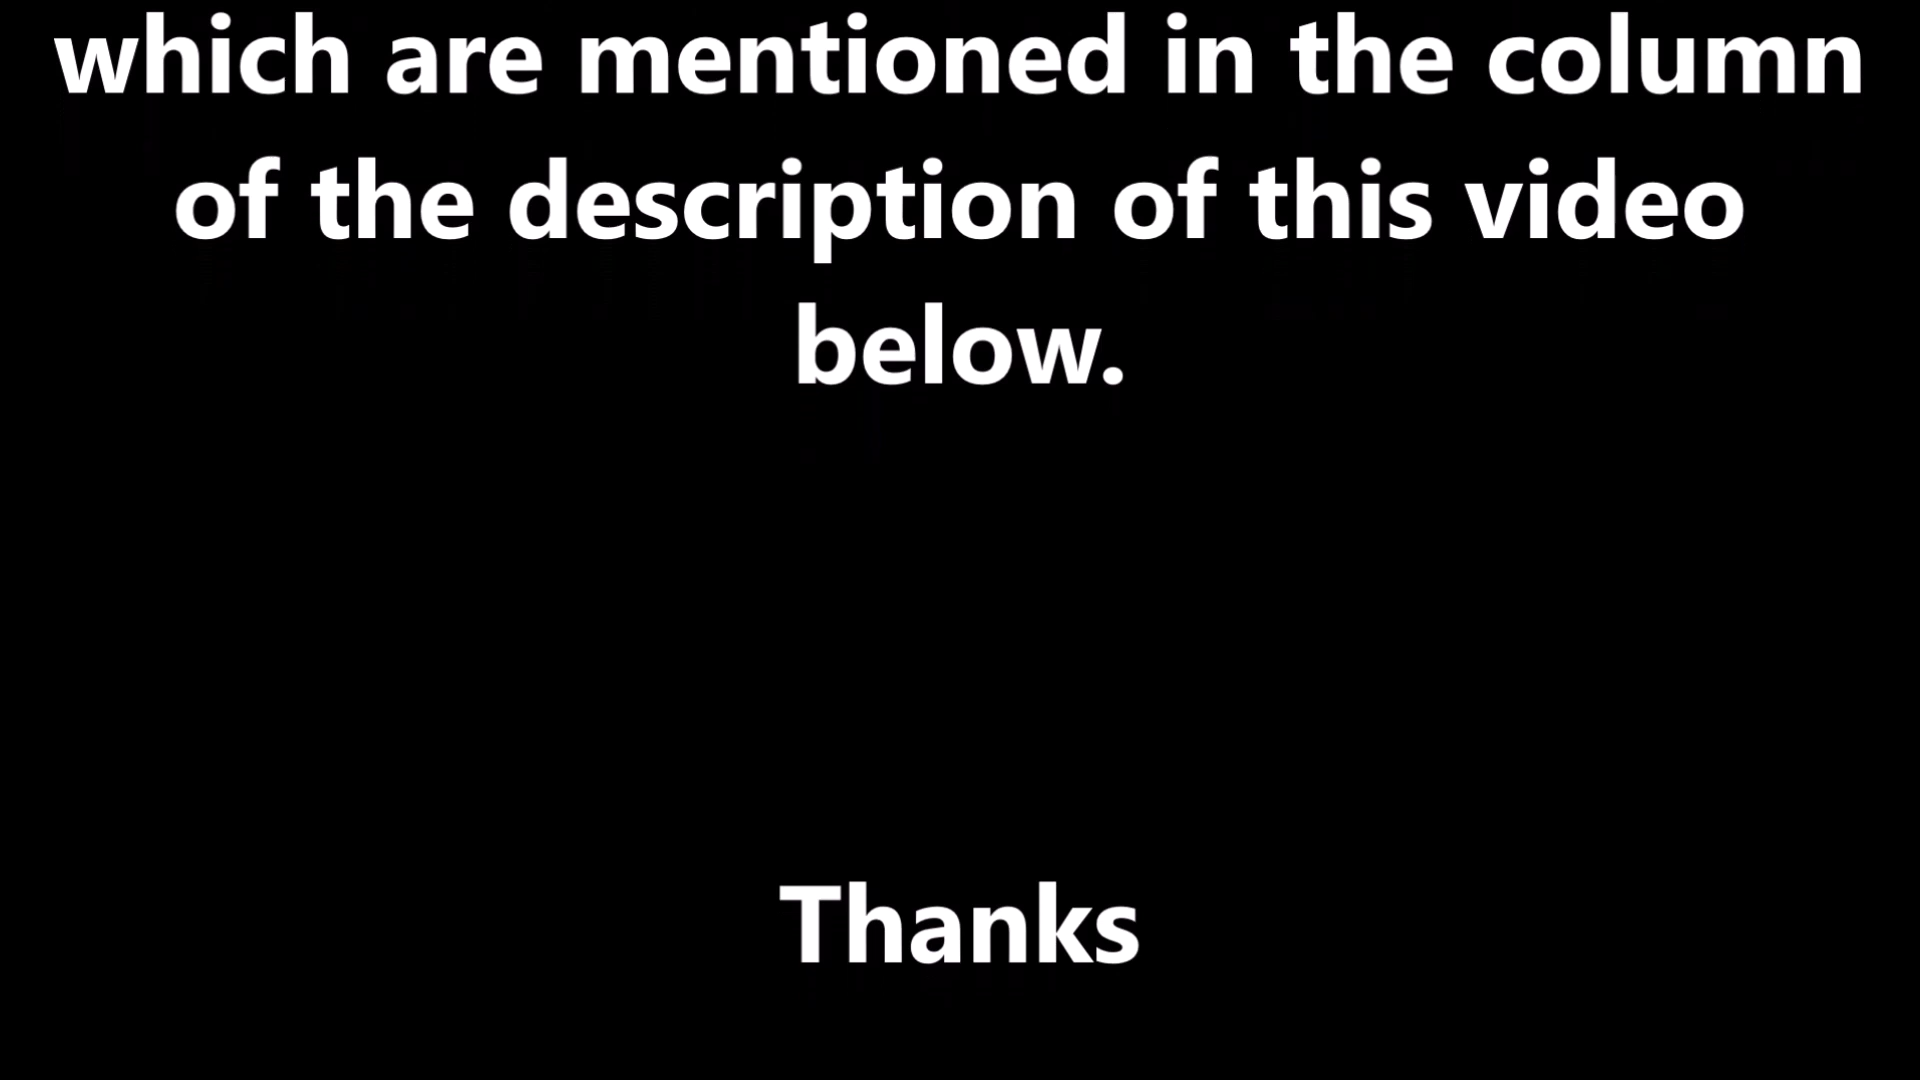 which are mentioned in the column
of the description of this video
below.
Thanks